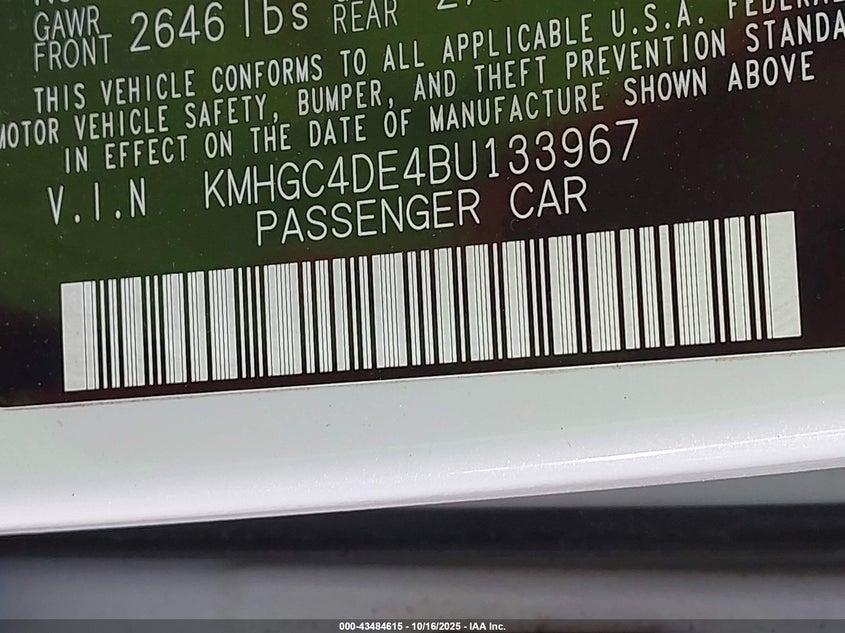 GAWR
FRONT 2646 lbs REAR
THIS VEHICLE CONFORMS TO ALL APPLICABLE U.S.A.
MOTOR VEHICLE SAFETY, BUMPER, AND THEFT PREVENTION
IN EFFECT ON THE DATE OF MANUFACTURE SHOWN ABOVE
V.I.N KMHGC4DE4BU133967
PASSENGER CAR
000-43484615 - 10/16/2025 - IAA Inc.